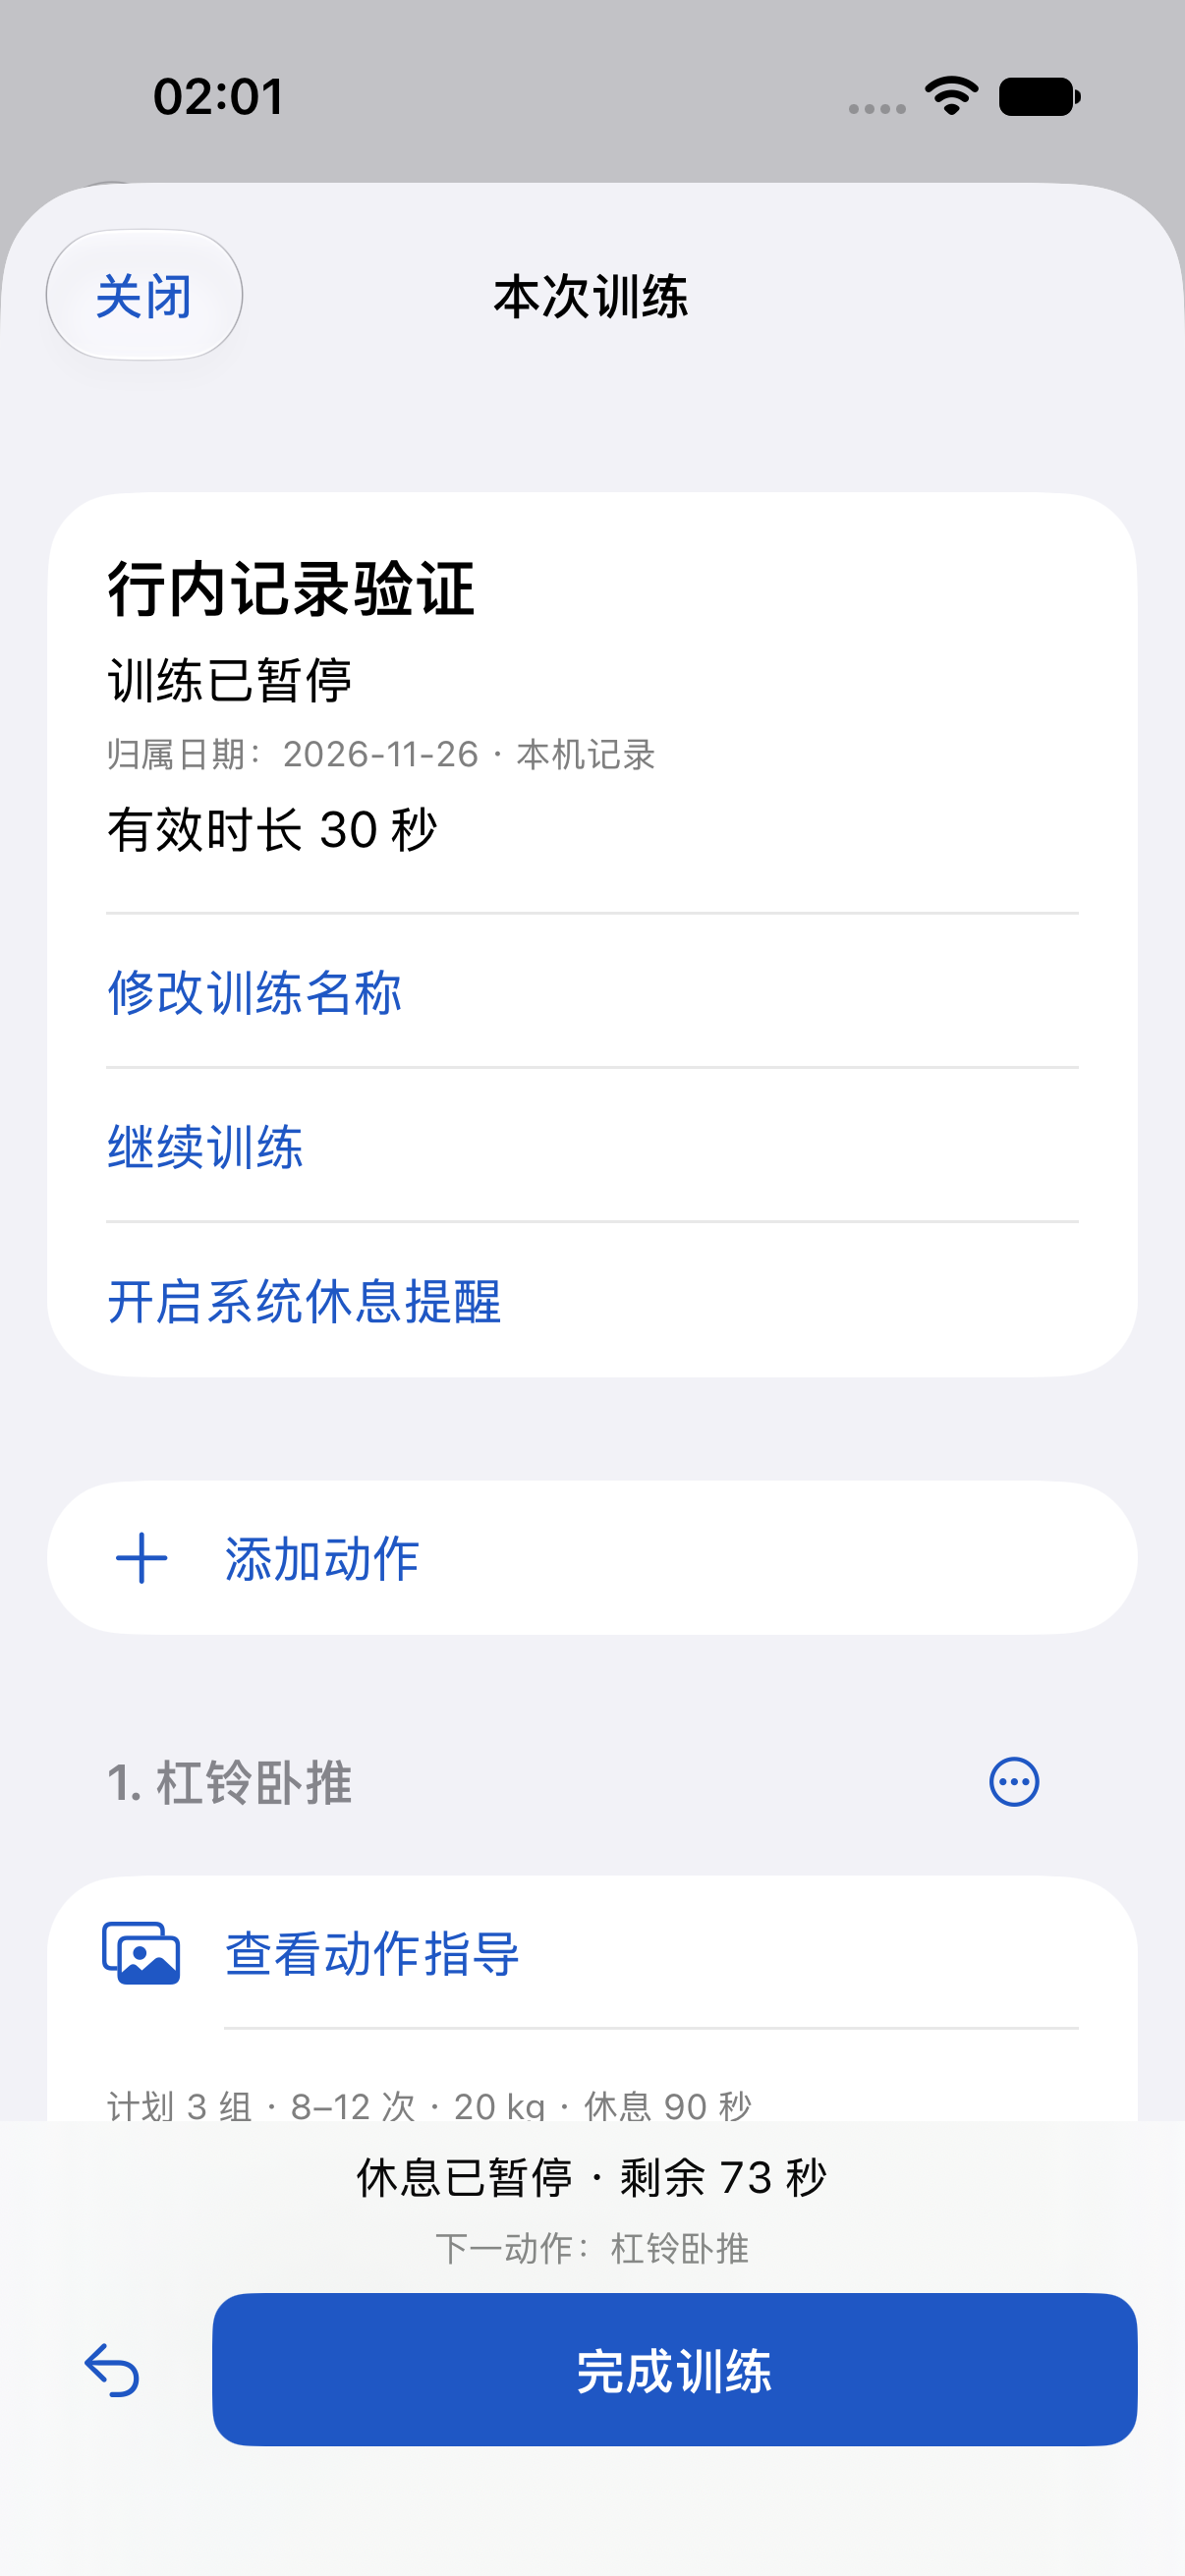 02:01
关闭
本次训练
行内记录验证
训练已暂停
归属日期：2026-11-26 · 本机记录
有效时长 30 秒
修改训练名称
继续训练
开启系统休息提醒
添加动作
1. 杠铃卧推
查看动作指导
计划 3 组 · 8–12 次 · 20 kg · 休息 90 秒
休息已暂停 · 剩余 73 秒
下一动作：杠铃卧推
完成训练